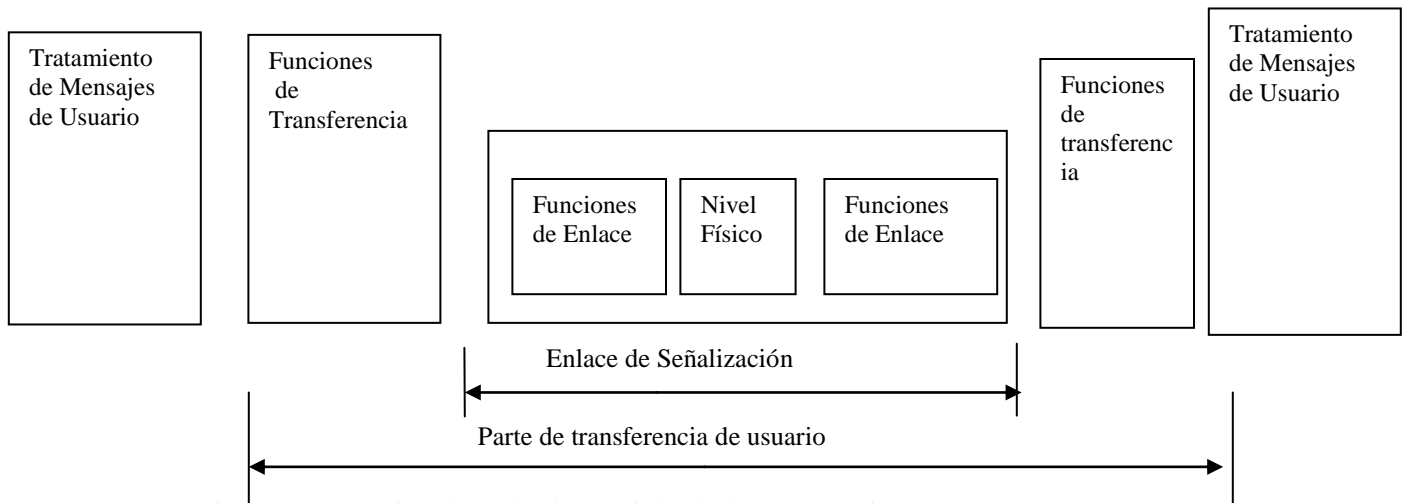 Tratamiento
de Mensajes
de Usuario
Funciones
de
Transferencia
Funciones
de Enlace
Nivel
Físico
Funciones
de Enlace
Funciones
de
transferenc
ia
Tratamiento
de Mensajes
de Usuario
Enlace de Señalización
Parte de transferencia de usuario